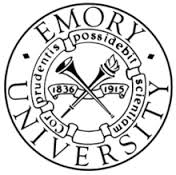 EMORY
UNIVERSITY
cor prudentis possidebit scientiam
1836 1915